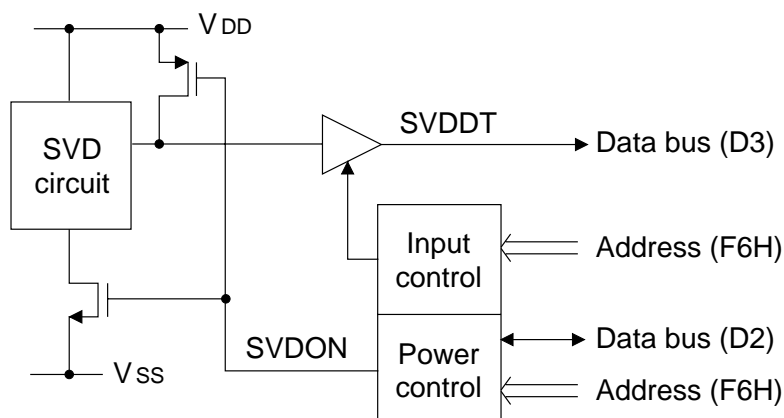 VDD
SVD
circuit
SVDDT
Data bus (D3)
Input
control
Address (F6H)
SVDON
Power
control
Data bus (D2)
Address (F6H)
VSS